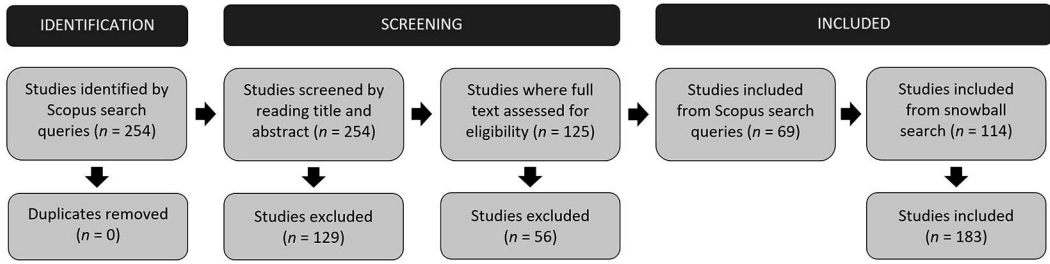 IDENTIFICATION
SCREENING
INCLUDED
Studies identified by
Scopus search
queries (n = 254)
Studies screened by
reading title and
abstract (n = 254)
Studies where full
text assessed for
eligibility (n = 125)
Studies included
from Scopus search
queries (n = 69)
Studies included
from snowball
search (n = 114)
Duplicates removed
(n = 0)
Studies excluded
(n = 129)
Studies excluded
(n = 56)
Studies included
(n = 183)